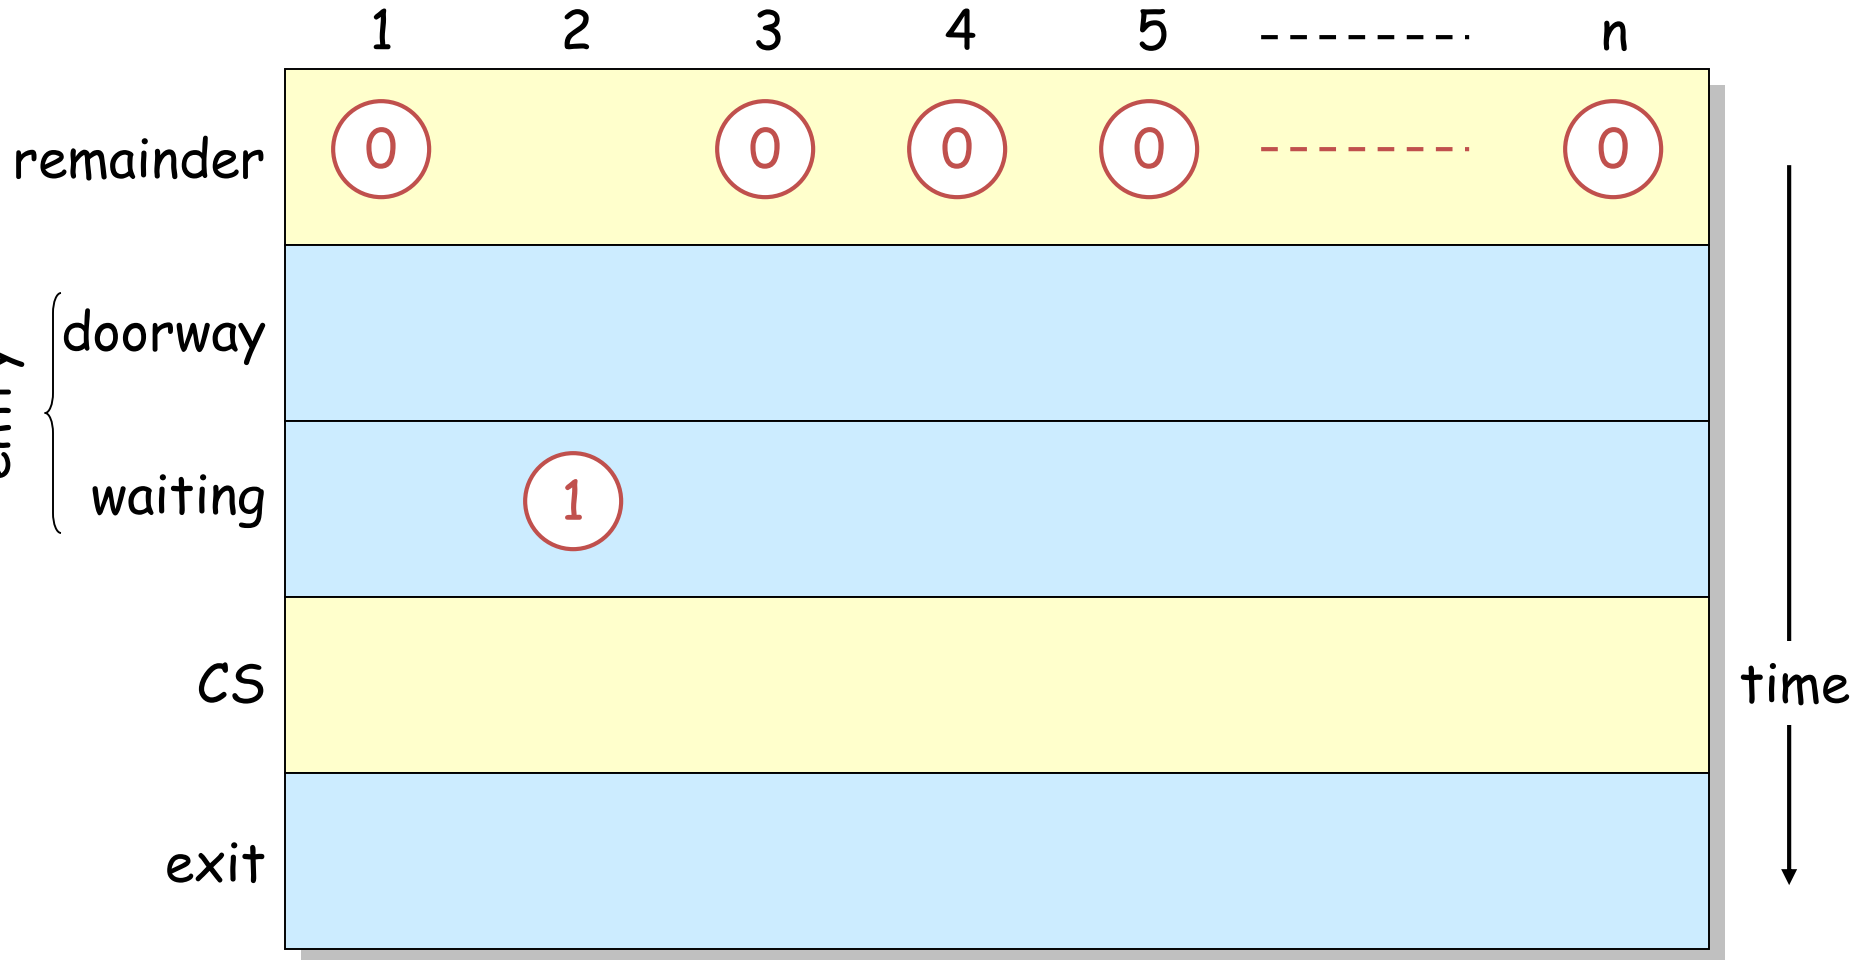 1 2 3 4 5 n
remainder 0 0 0 0 0
doorway
waiting 1
CS
time
exit